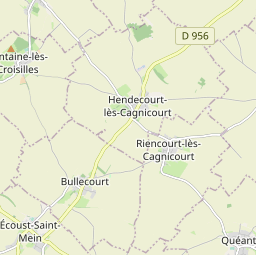 D 956
ntaine-lès-
Croisilles
Hendecourt-
lès-Cagnicourt
Riencourt-lès-
Cagnicourt
Bullecourt
Écoust-Saint-
Mein
Quéant